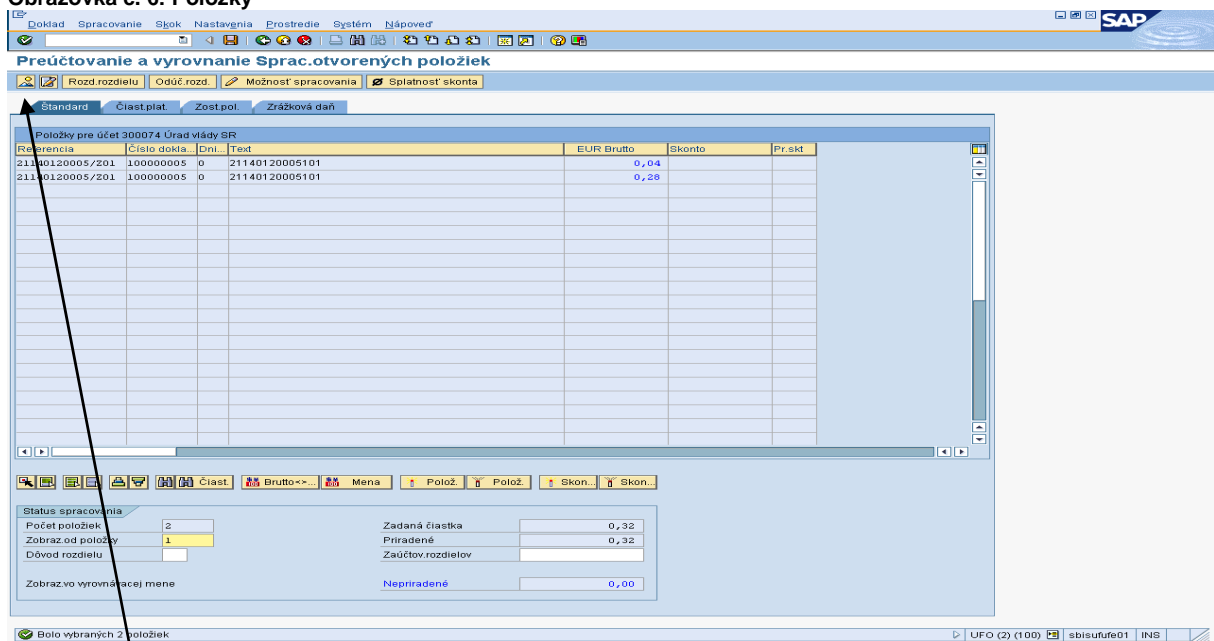 Obrazovka č. 6: Položky
Doklad Spracovanie Skok Nastavenia Prostredie Systém Nápoveď
SAP
Preúčtovanie a vyrovnanie Sprac.otvorených položiek
Rozd.rozdielu Odúč.rozd. Možnosť spracovania Splatnosť skonta
Štandard Čiast.plat. Zost.pol. Zrážková daň
Položky pre účet 300074 Úrad vlády SR
Referencia Číslo dokla... Dni... Text EUR Brutto Skonto Pr.skt
21140120005/Z01 100000005 0 21140120005101 0,04
21140120005/Z01 100000005 0 21140120005101 0,28
Čiast. Brutto<>... Mena Polož. Polož. Skon... Skon...
Status spracovania
Počet položiek 2 Zadaná čiastka 0,32
Zobraz.od položky 1 Priradené 0,32
Dôvod rozdielu Zaúčtov.rozdielov
Zobraz.vo vyrovnávacej mene Nepriradené 0,00
Bolo vybraných 2 položiek UFO (2) (100) sbisufufe01 INS